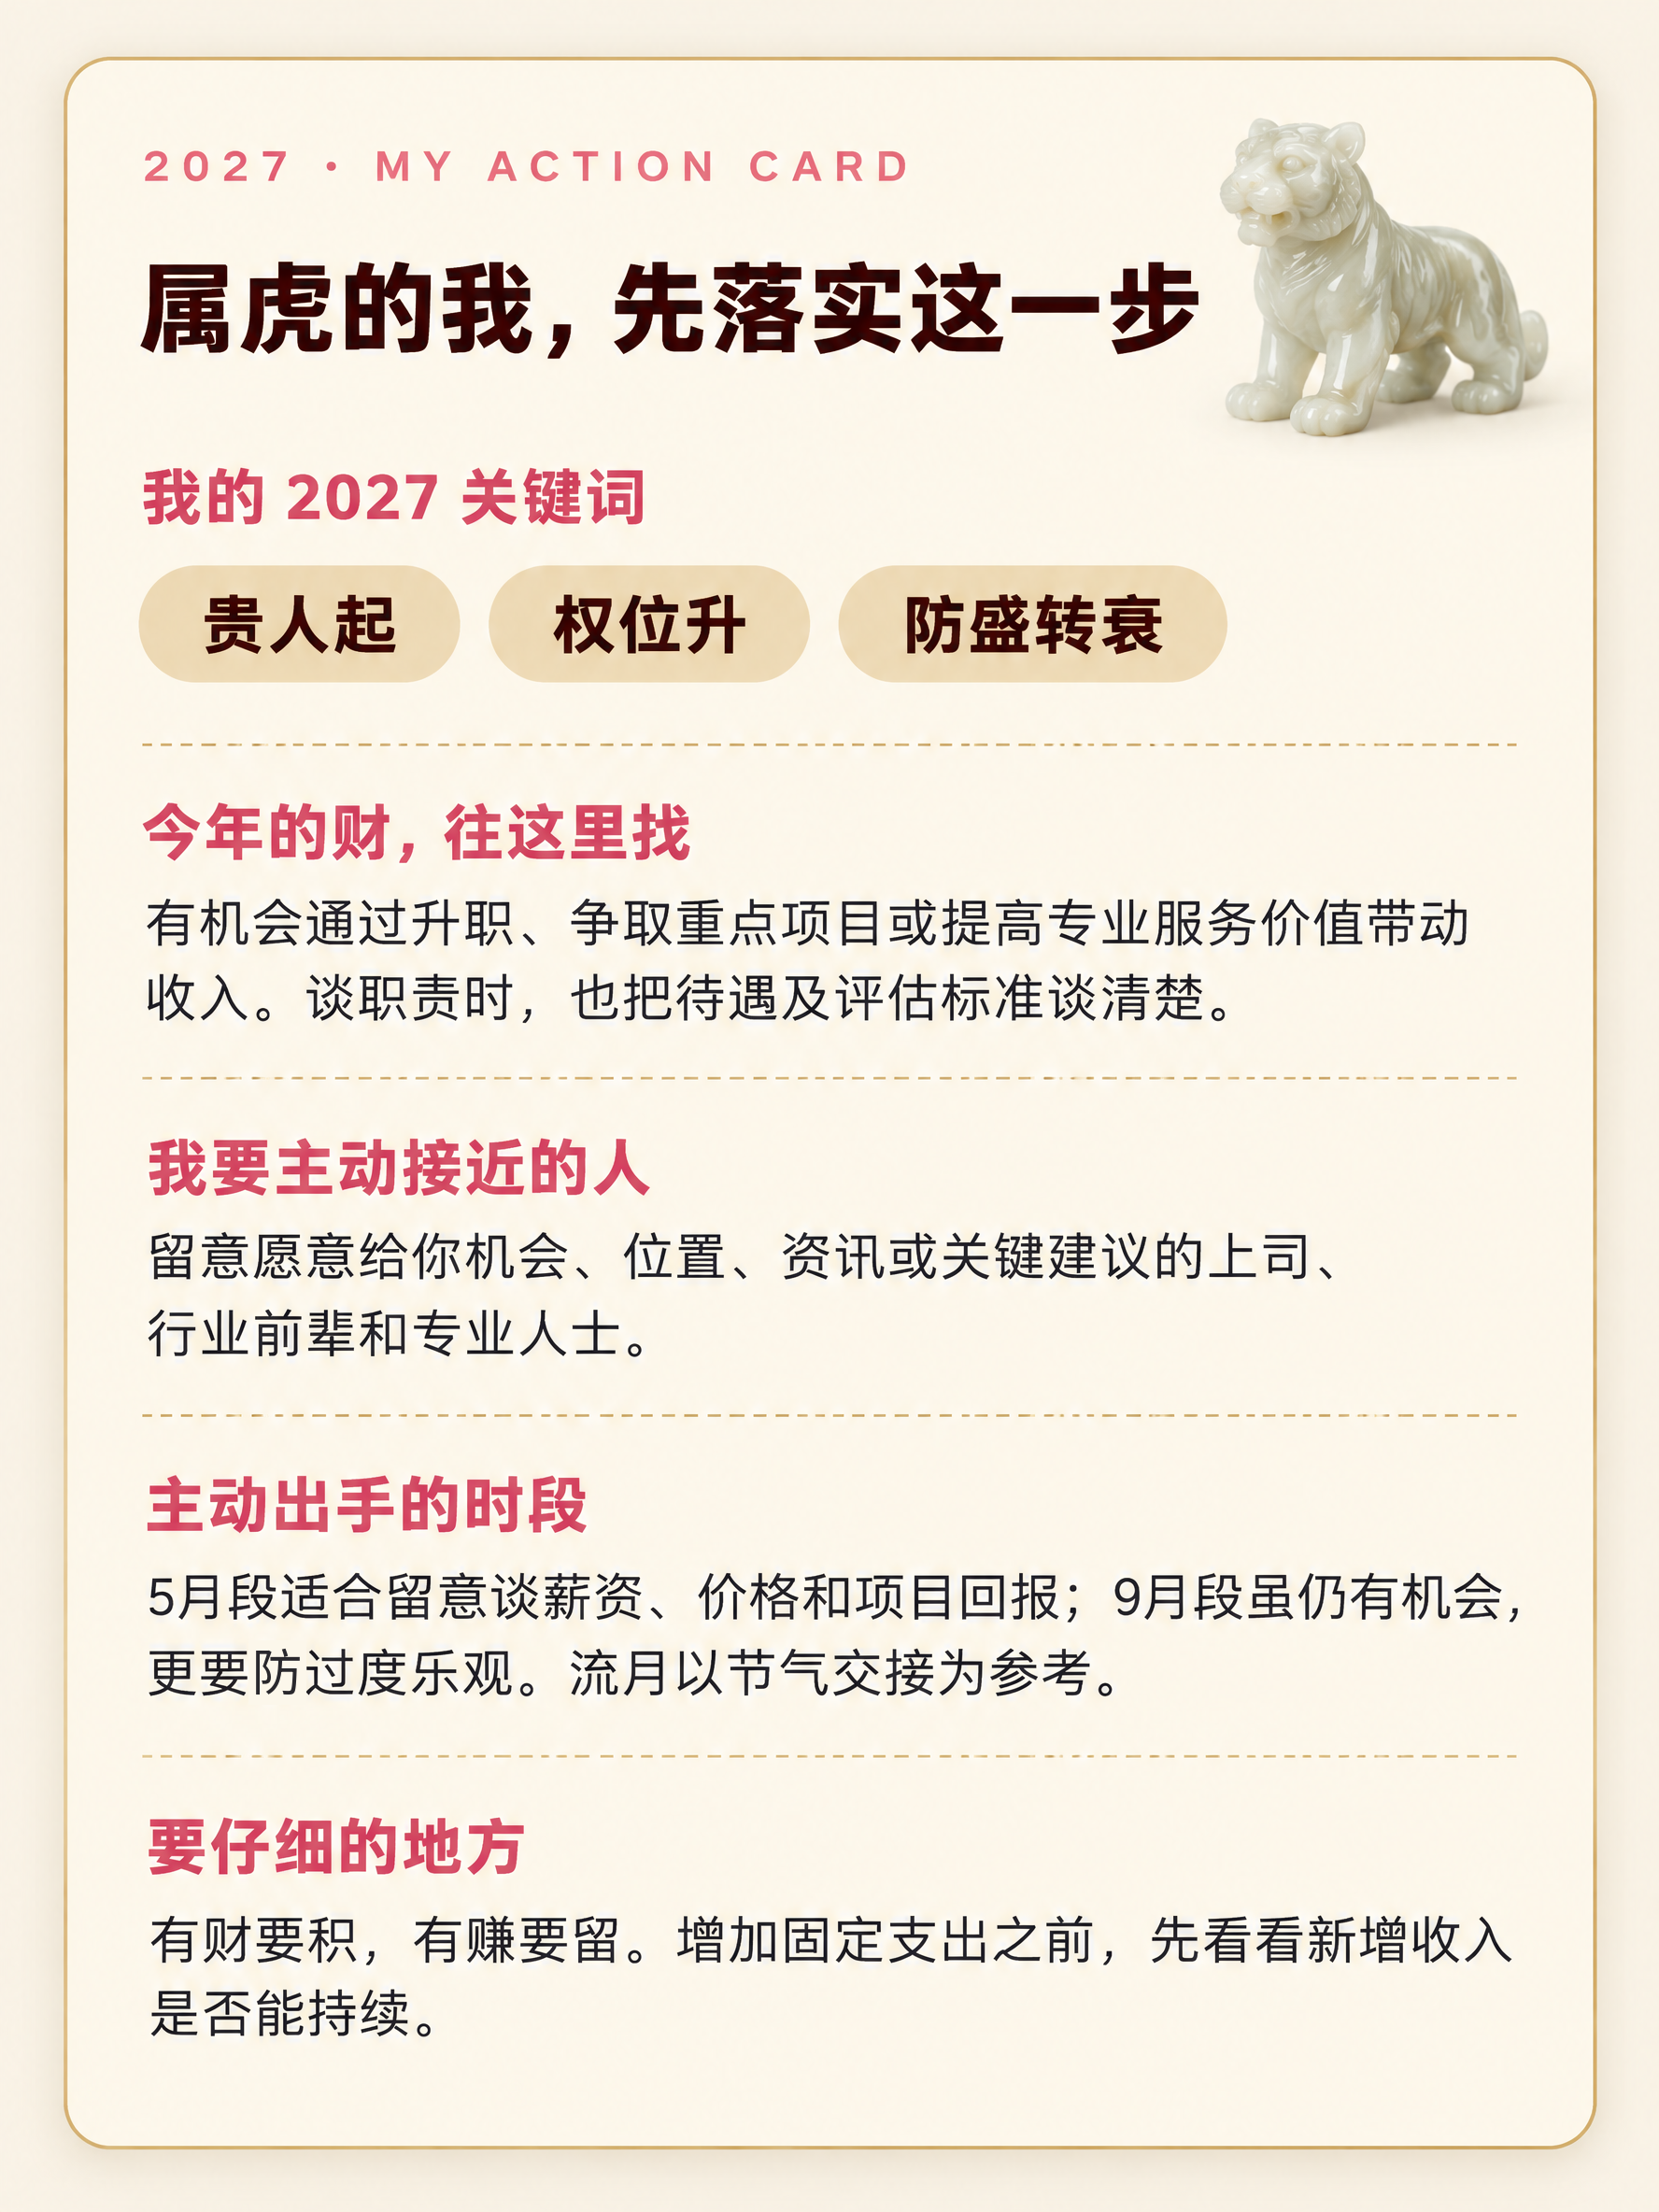 2027 · MY ACTION CARD
属虎的我，先落实这一步
我的 2027 关键词
贵人起
权位升
防盛转衰
今年的财，往这里找
有机会通过升职、争取重点项目或提高专业服务价值带动
收入。谈职责时，也把待遇及评估标准谈清楚。
我要主动接近的人
留意愿意给你机会、位置、资讯或关键建议的上司、
行业前辈和专业人士。
主动出手的时段
5月段适合留意谈薪资、价格和项目回报；9月段虽仍有机会，
更要防过度乐观。流月以节气交接为参考。
要仔细的地方
有财要积，有赚要留。增加固定支出之前，先看看新增收入
是否能持续。